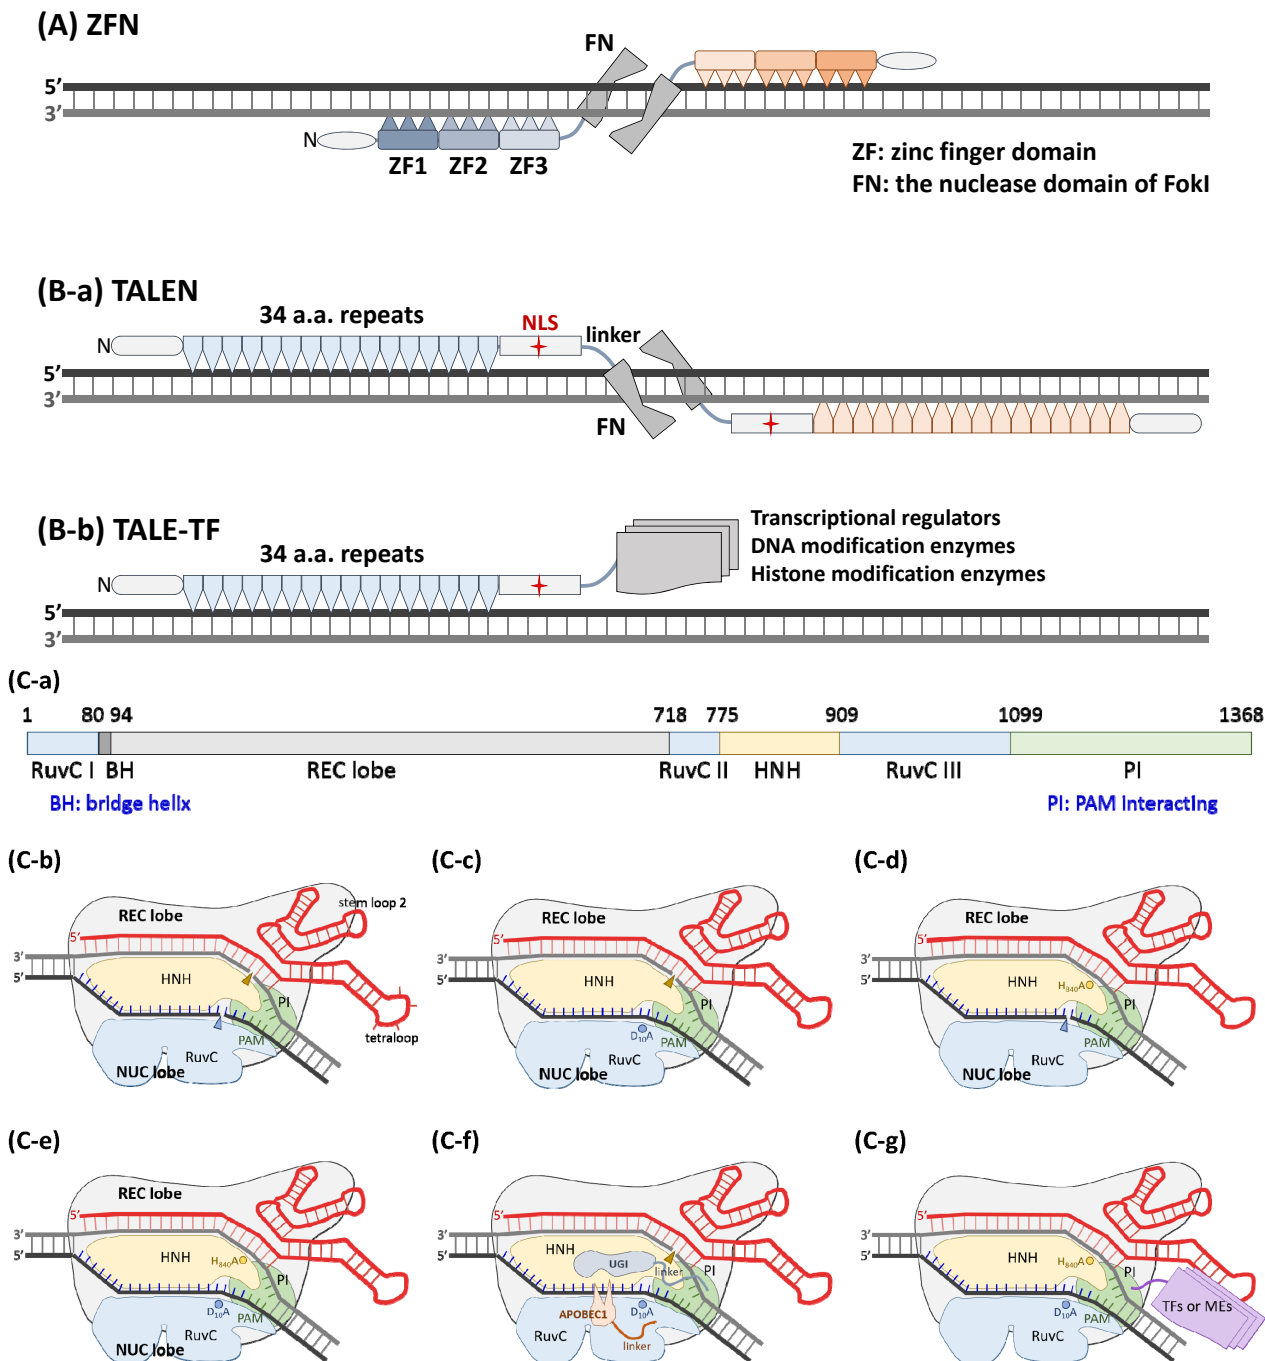 (A) ZFN
FN
5’
3’
N
ZF1 ZF2 ZF3
ZF: zinc finger domain
FN: the nuclease domain of FokI
(B-a) TALEN
34 a.a. repeats
NLS
linker
N
5’
3’
FN
(B-b) TALE-TF
34 a.a. repeats
Transcriptional regulators
DNA modification enzymes
Histone modification enzymes
N
5’
3’
(C-a)
1 80 94 718 775 909 1099 1368
RuvC I BH REC lobe RuvC II HNH RuvC III PI
BH: bridge helix
PI: PAM interacting
(C-b)
REC lobe
stem loop 2
5’
3’
5’
HNH
PI
PAM
tetraloop
RuvC
NUC lobe
(C-c)
REC lobe
5’
3’
5’
HNH
PI
D10A
PAM
RuvC
NUC lobe
(C-d)
REC lobe
5’
3’
5’
HNH
H840A
PI
PAM
RuvC
NUC lobe
(C-e)
REC lobe
5’
3’
5’
HNH
H840A
PI
D10A
PAM
RuvC
NUC lobe
(C-f)
3’
5’
HNH
UGI
linker
PI
APOBEC1
D10A
PAM
RuvC
linker
(C-g)
REC lobe
5’
3’
5’
HNH
H840A
PI
TFs or MEs
D10A
PAM
RuvC
NUC lobe